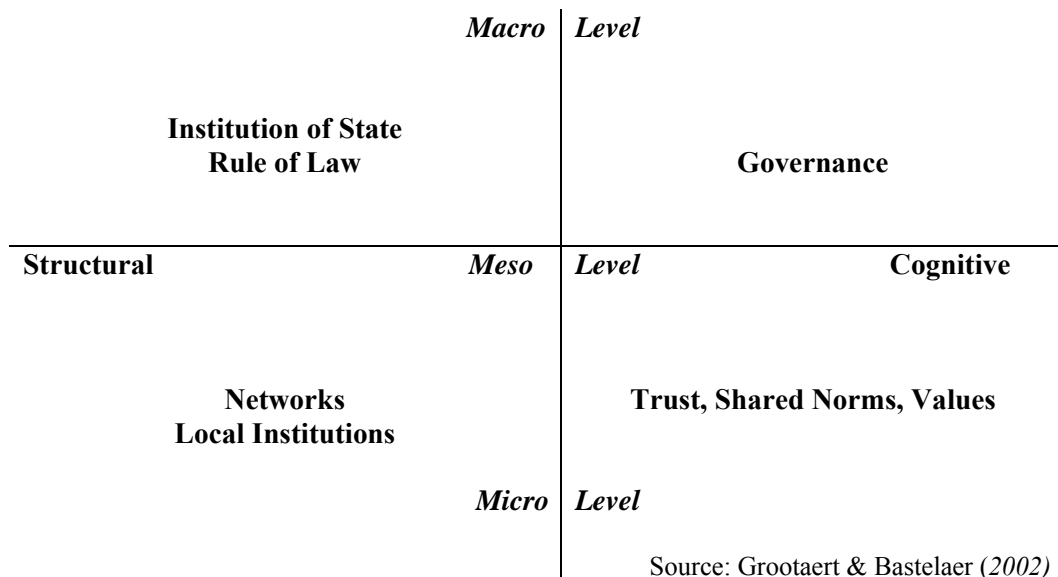 Macro Level
Institution of State
Rule of Law
Governance
Structural Meso Level Cognitive
Networks
Local Institutions
Trust, Shared Norms, Values
Micro Level
Source: Grootaert & Bastelaer (2002)